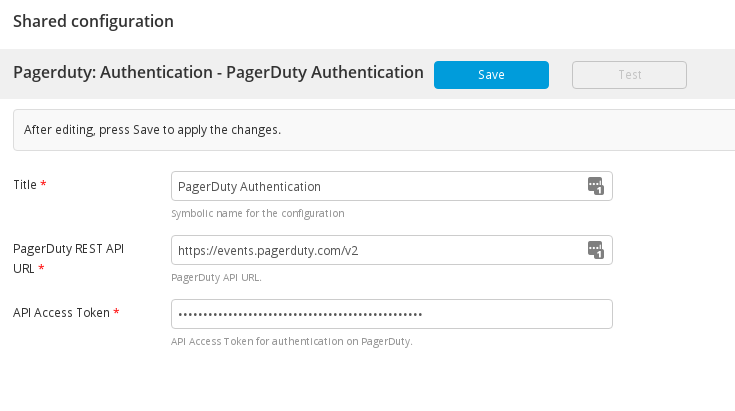 Shared configuration
Pagerduty: Authentication - PagerDuty Authentication Save Test
After editing, press Save to apply the changes.
Title * PagerDuty Authentication
Symbolic name for the configuration
PagerDuty REST API
URL * https://events.pagerduty.com/v2
PagerDuty API URL.
API Access Token * •••••••••••••••••••••••••••••••••••••••••••••••••
API Access Token for authentication on PagerDuty.